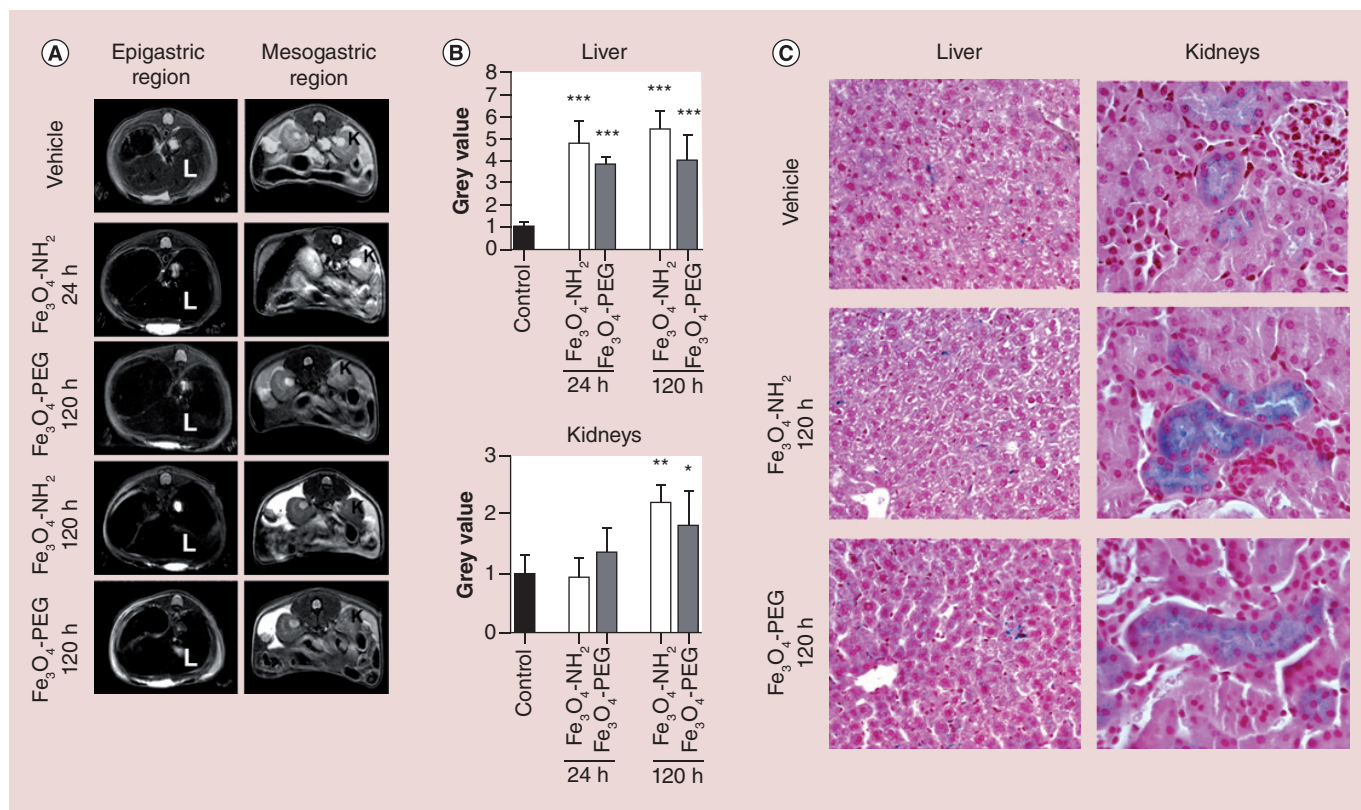 A
Epigastric
region
Mesogastric
region
Vehicle
L
K
Fe3O4-NH2
24 h
L
K
Fe3O4-PEG
120 h
L
K
Fe3O4-NH2
120 h
L
K
Fe3O4-PEG
120 h
L
K
B
Liver
Grey value
8
7
6
5
4
3
2
1
0
***
***
***
***
Control
Fe3O4-NH2
Fe3O4-PEG
Fe3O4-NH2
Fe3O4-PEG
24 h
120 h
Kidneys
Grey value
3
2
1
0
**
*
Control
Fe3O4-NH2
Fe3O4-PEG
Fe3O4-NH2
Fe3O4-PEG
24 h
120 h
C
Liver
Kidneys
Vehicle
Fe3O4-NH2
120 h
Fe3O4-PEG
120 h